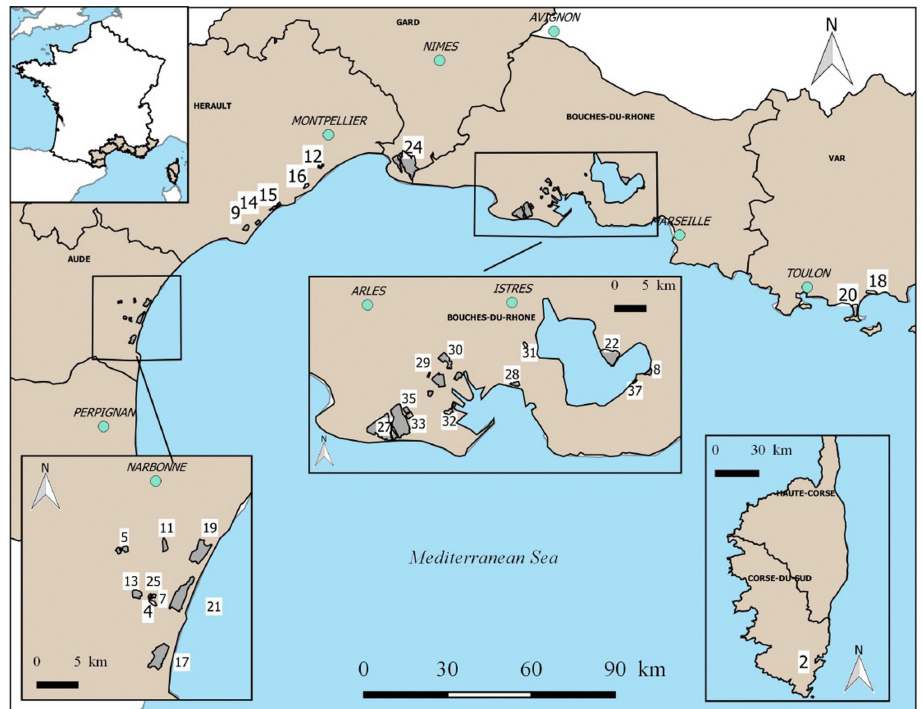 AVIGNON
GARD
NIMES
N
HERAULT
MONTPELLIER
BOUCHES-DU-RHONE
VAR
24
12
16
15
14
9
MARSEILLE
AUDE
TOULON
20
18
PERPIGNAN
ARLES
ISTRES
0 5 km
BOUCHES-DU-RHONE
31
22
30
29
28
8
37
35
33
32
27
N
N
NARBONNE
5
11
19
13
25
7
4
21
17
0 5 km
Mediterranean Sea
0 30 60 90 km
0 30 km
HAUTE-CORSE
CORSE-DU-SUD
2
N